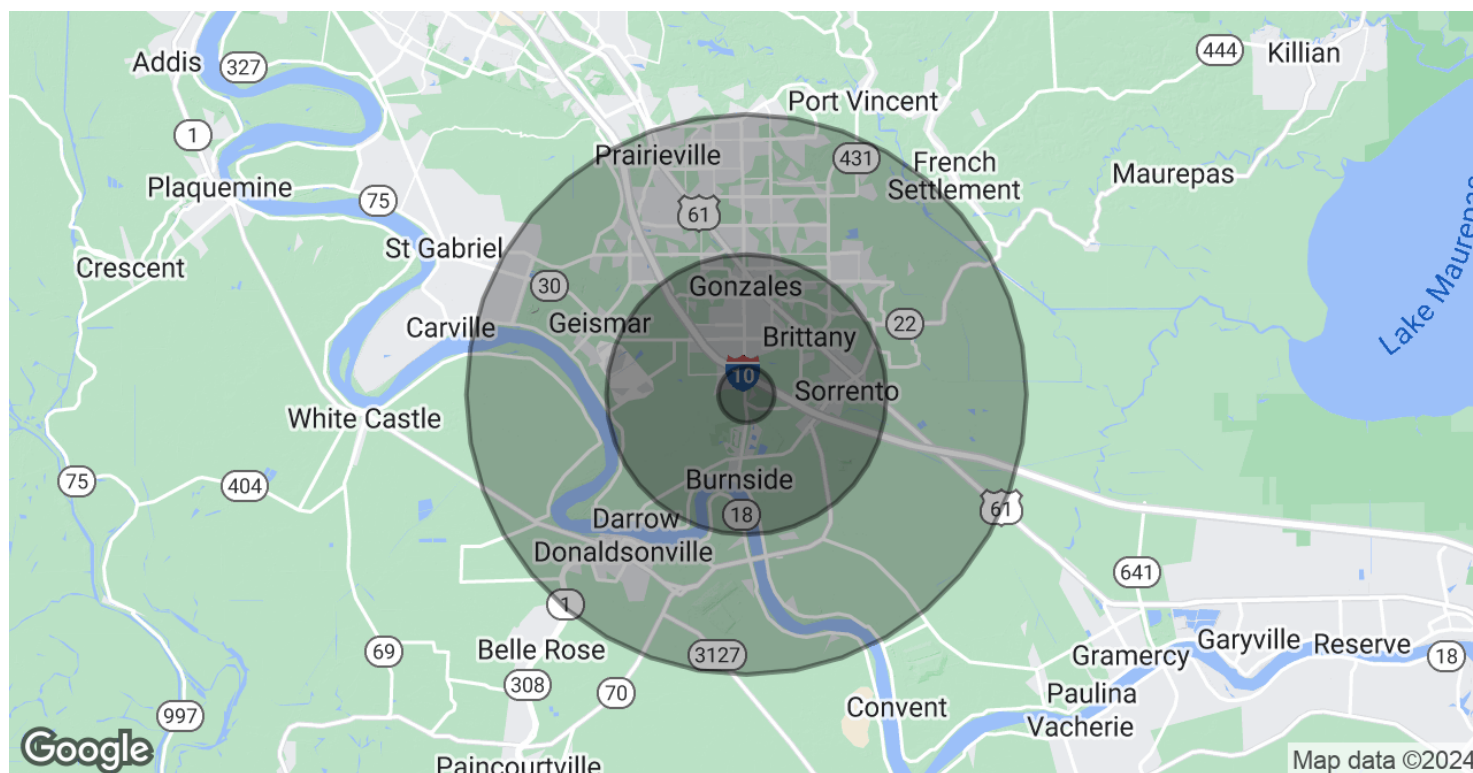 444
Killian
Addis
327
Port Vincent
1
Prairieville
431
French
Settlement
Maurepas
Plaquemine
75
61
Lake Maurepas
St Gabriel
Crescent
30
Gonzales
Geismar
22
Carville
Brittany
10
Sorrento
White Castle
75
404
Burnside
18
61
Darrow
Donaldsonville
641
1
69
Belle Rose
3127
Garyville
Reserve
Gramercy
18
308
70
Paulina
997
Convent
Vacherie
Google
Paincourtville
Map data ©2024